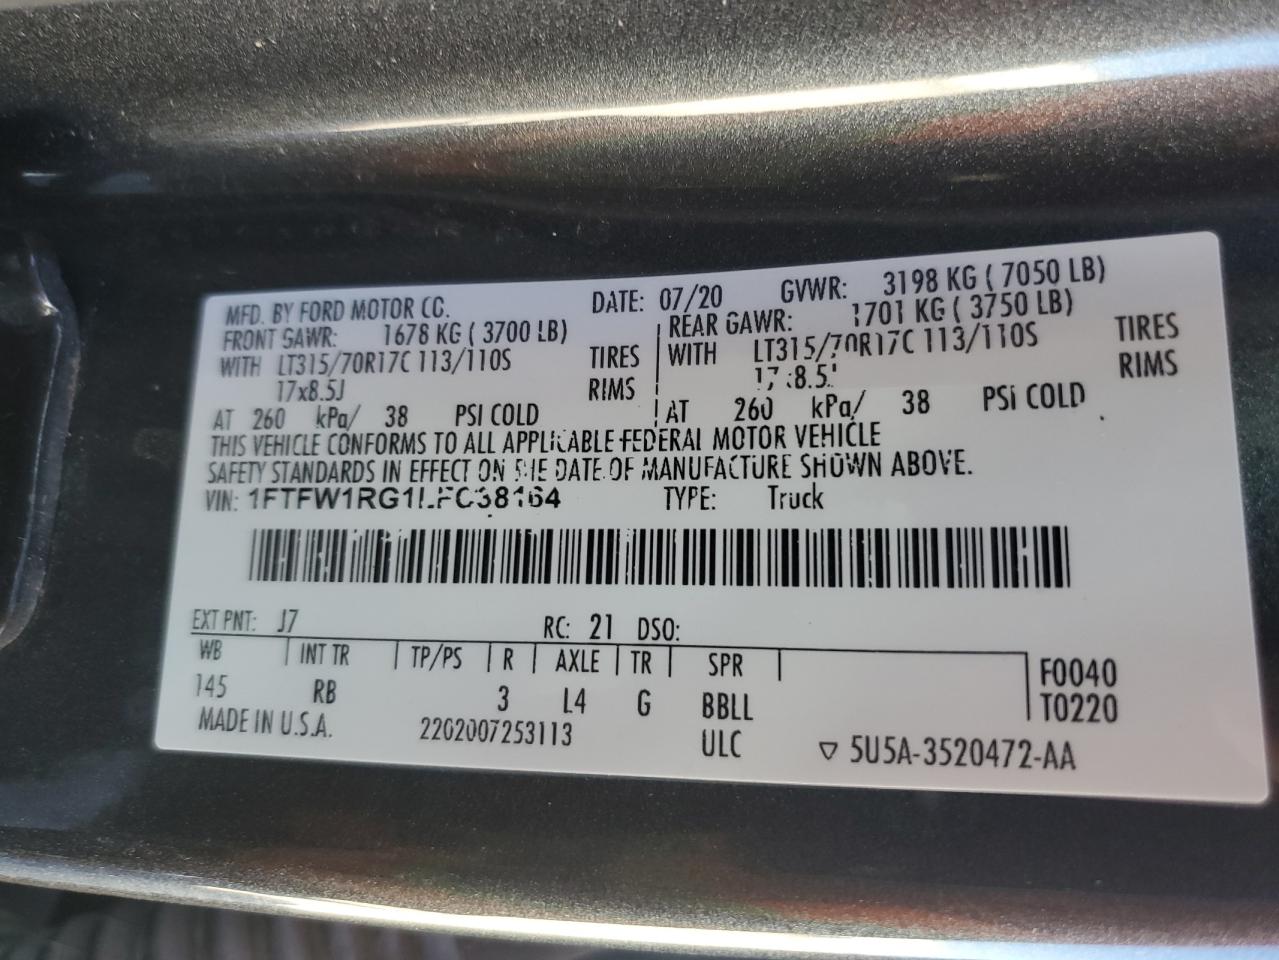 MFD. BY FORD MOTOR CO. DATE: 07/20 GVWR: 3198 KG ( 7050 LB)
FRONT GAWR: 1678 KG ( 3700 LB) REAR GAWR: 1701 KG ( 3750 LB)
WITH LT315/70R17C 113/110S TIRES WITH LT315/70R17C 113/110S TIRES
17x8.5J RIMS 17x8.5J RIMS
AT 260 kPa/ 38 PSI COLD AT 260 kPa/ 38 PSI COLD
THIS VEHICLE CONFORMS TO ALL APPLICABLE FEDERAL MOTOR VEHICLE
SAFETY STANDARDS IN EFFECT ON THE DATE OF MANUFACTURE SHOWN ABOVE.
VIN: TYPE: Truck
EXT PNT: J7 RC: 21 DSO:
WB INT TR TP/PS R AXLE TR SPR F0040
145 RB 3 L4 G BBLL T0220
MADE IN U.S.A. 2202007253113 ULC ▽ 5U5A-3520472-AA